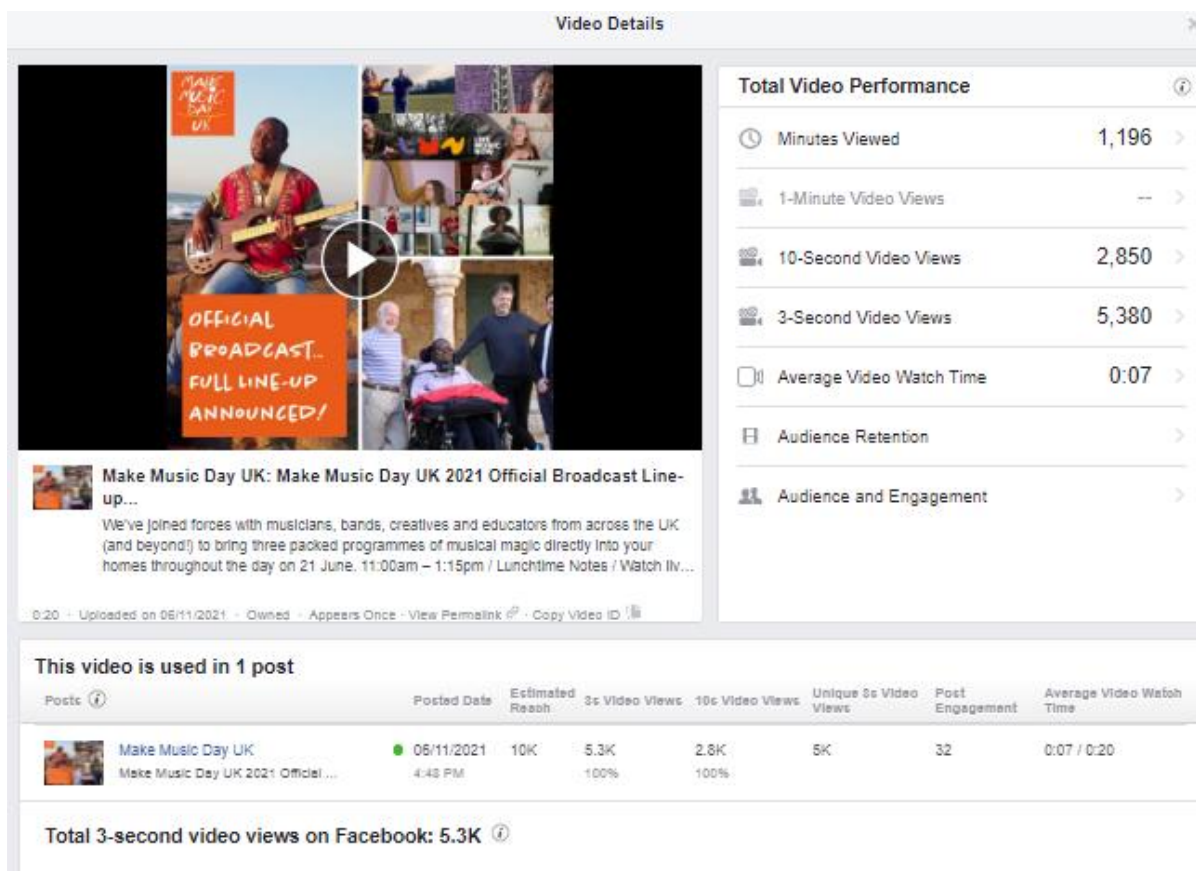 Video Details
MAKE
MUSIC
DAY
UK
LIVE
MUSIC
NOW
OFFICIAL
BROADCAST...
FULL LINE-UP
ANNOUNCED!
Make Music Day UK: Make Music Day UK 2021 Official Broadcast Line-
up...
We've joined forces with musicians, bands, creatives and educators from across the UK
(and beyond!) to bring three packed programmes of musical magic directly into your
homes throughout the day on 21 June. 11:00am – 1:15pm / Lunchtime Notes / Watch liv...
0:20 · Uploaded on 06/11/2021 · Owned · Appears Once · View Permalink · Copy Video ID
Total Video Performance
Minutes Viewed 1,196
1-Minute Video Views --
10-Second Video Views 2,850
3-Second Video Views 5,380
Average Video Watch Time 0:07
Audience Retention
Audience and Engagement
This video is used in 1 post
Posts Posted Date Estimated Reach 3s Video Views 10s Video Views Unique 3s Video Views Post Engagement Average Video Watch Time
Make Music Day UK 06/11/2021 10K 5.3K 2.8K 5K 32 0:07 / 0:20
Make Music Day UK 2021 Official ... 4:48 PM 100% 100%
Total 3-second video views on Facebook: 5.3K